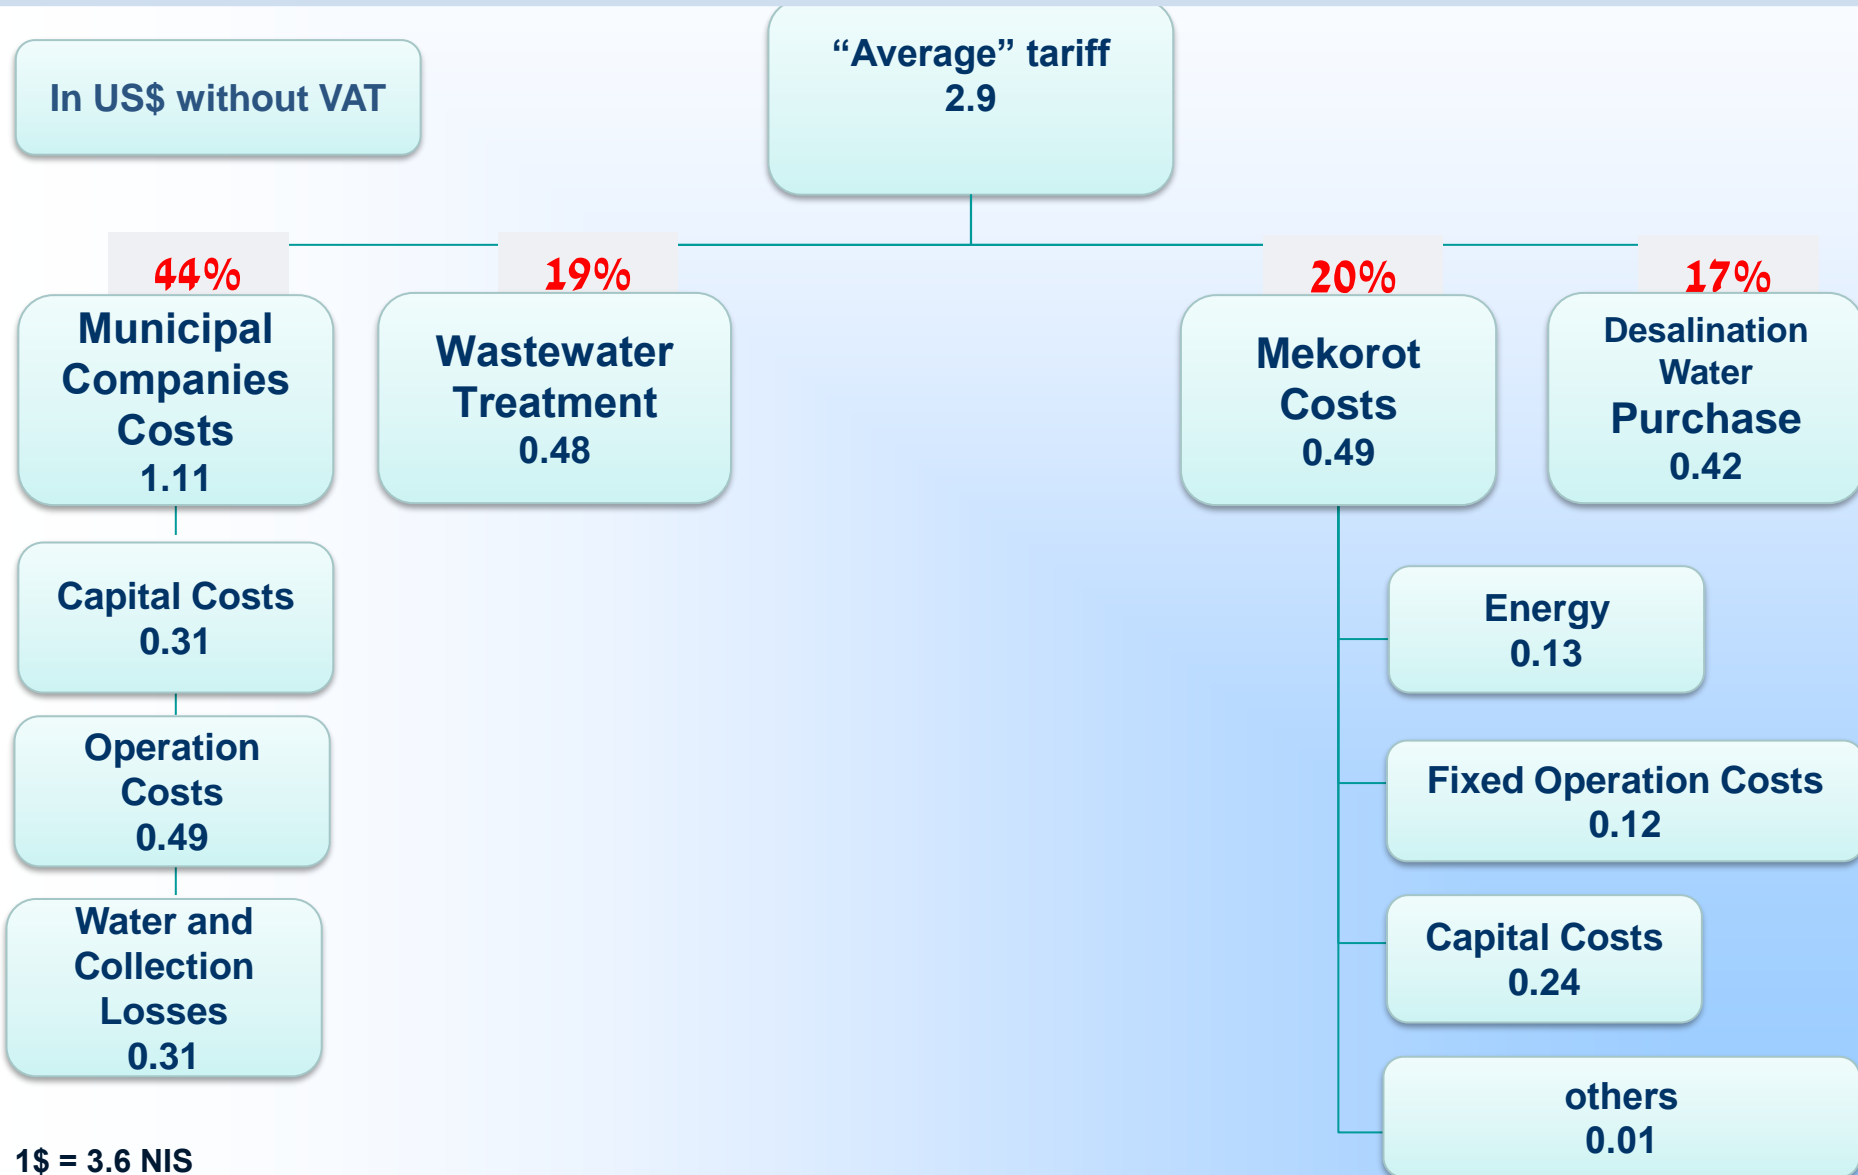 In US$ without VAT
“Average” tariff
2.9
44%
19%
20%
17%
Municipal
Companies
Costs
1.11
Wastewater
Treatment
0.48
Mekorot
Costs
0.49
Desalination
Water
Purchase
0.42
Capital Costs
0.31
Operation
Costs
0.49
Water and
Collection
Losses
0.31
Energy
0.13
Fixed Operation Costs
0.12
Capital Costs
0.24
others
0.01
1$ = 3.6 NIS